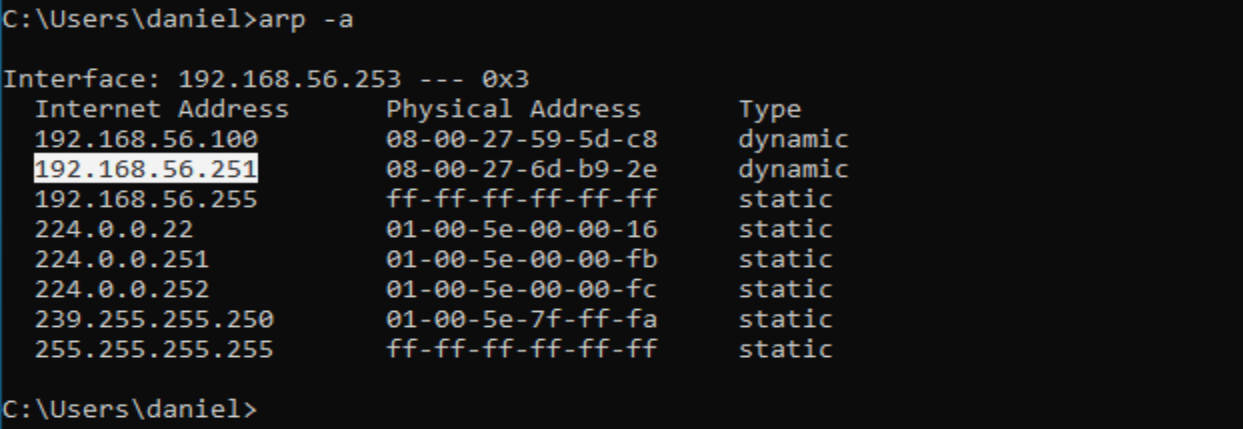 C:\Users\daniel>arp -a
Interface: 192.168.56.253 --- 0x3
Internet Address Physical Address Type
192.168.56.100 08-00-27-59-5d-c8 dynamic
192.168.56.251 08-00-27-6d-b9-2e dynamic
192.168.56.255 ff-ff-ff-ff-ff-ff static
224.0.0.22 01-00-5e-00-00-16 static
224.0.0.251 01-00-5e-00-00-fb static
224.0.0.252 01-00-5e-00-00-fc static
239.255.255.250 01-00-5e-7f-ff-fa static
255.255.255.255 ff-ff-ff-ff-ff-ff static
C:\Users\daniel>